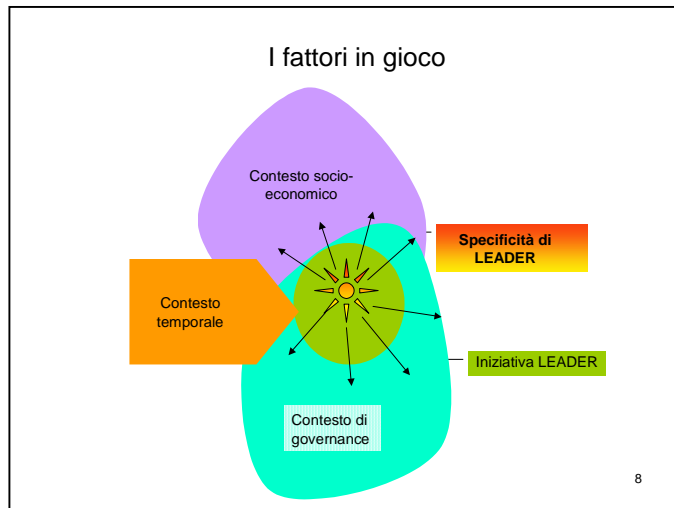 I fattori in gioco
Contesto socio-
economico
Specificità di
LEADER
Contesto
temporale
Iniziativa LEADER
Contesto di
governance
8